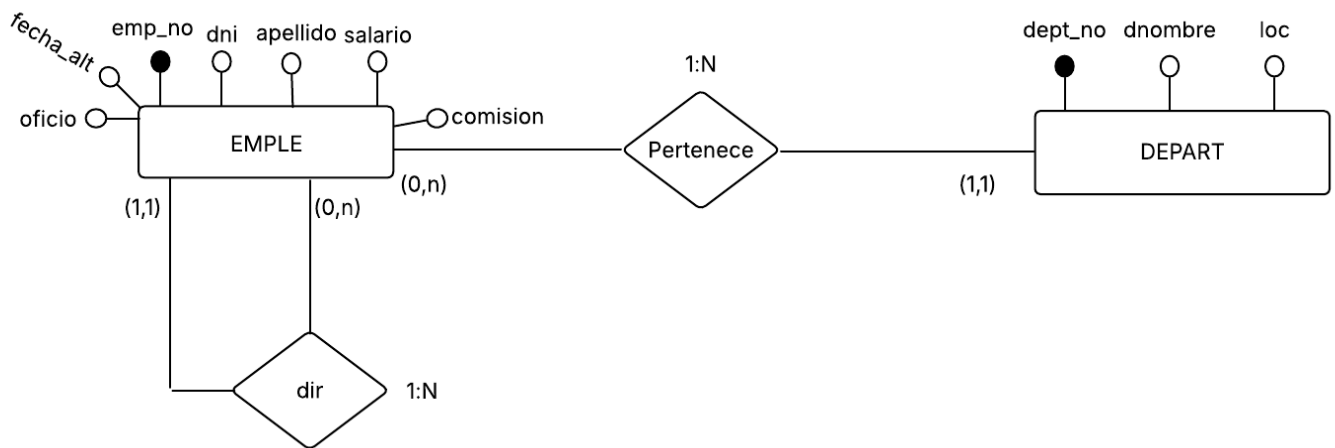 fecha_alt
emp_no
dni
apellido
salario
oficio
comision
EMPLE
(0,n)
(1,1)
(0,n)
1:N
Pertenece
dept_no
dnombre
loc
DEPART
(1,1)
dir
1:N